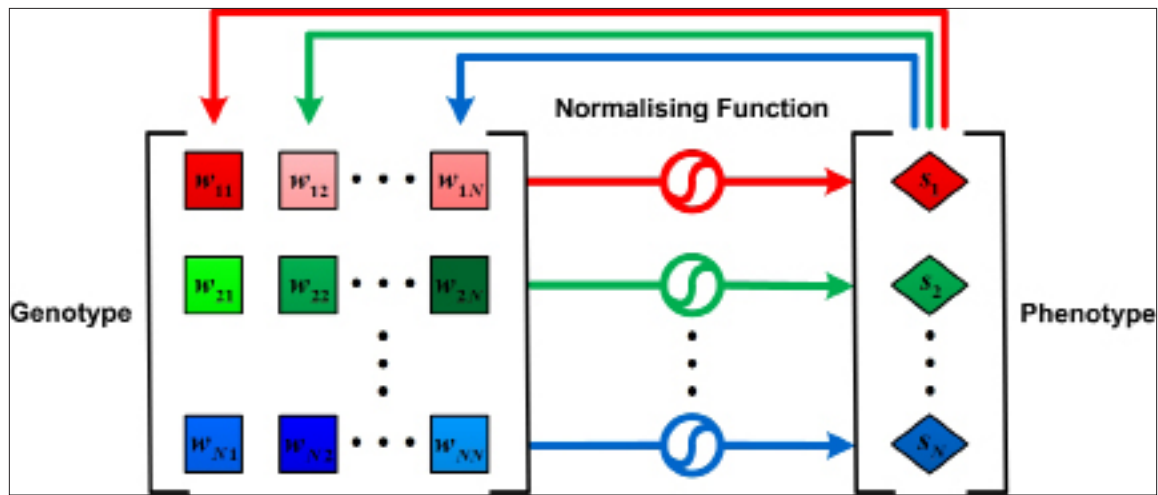 Normalising Function
w11 w12 • • • w1N s1
w21 w22 • • • w2N s2
Genotype
Phenotype
wN1 wN2 • • • wNN sN